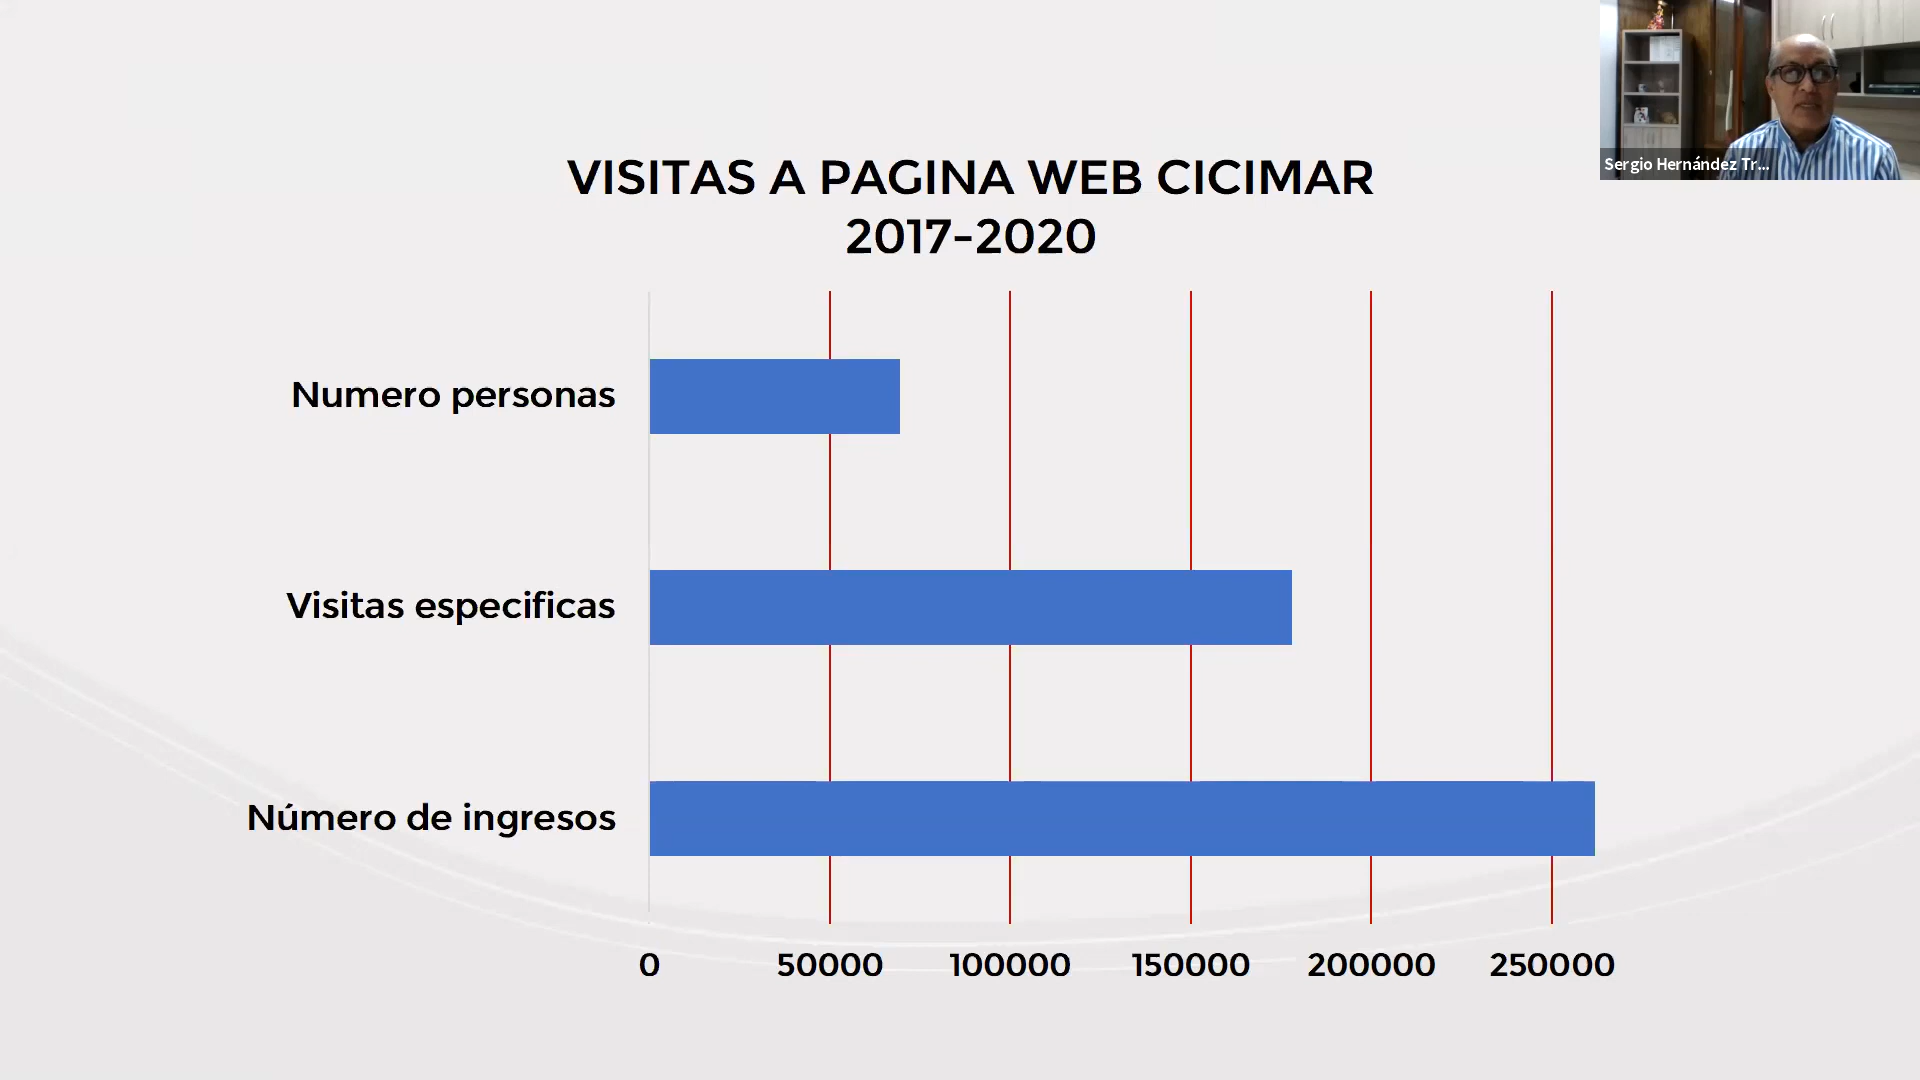 Sergio Hernández Tr...
VISITAS A PAGINA WEB CICIMAR
2017-2020
Numero personas
Visitas especificas
Número de ingresos
0 50000 100000 150000 200000 250000